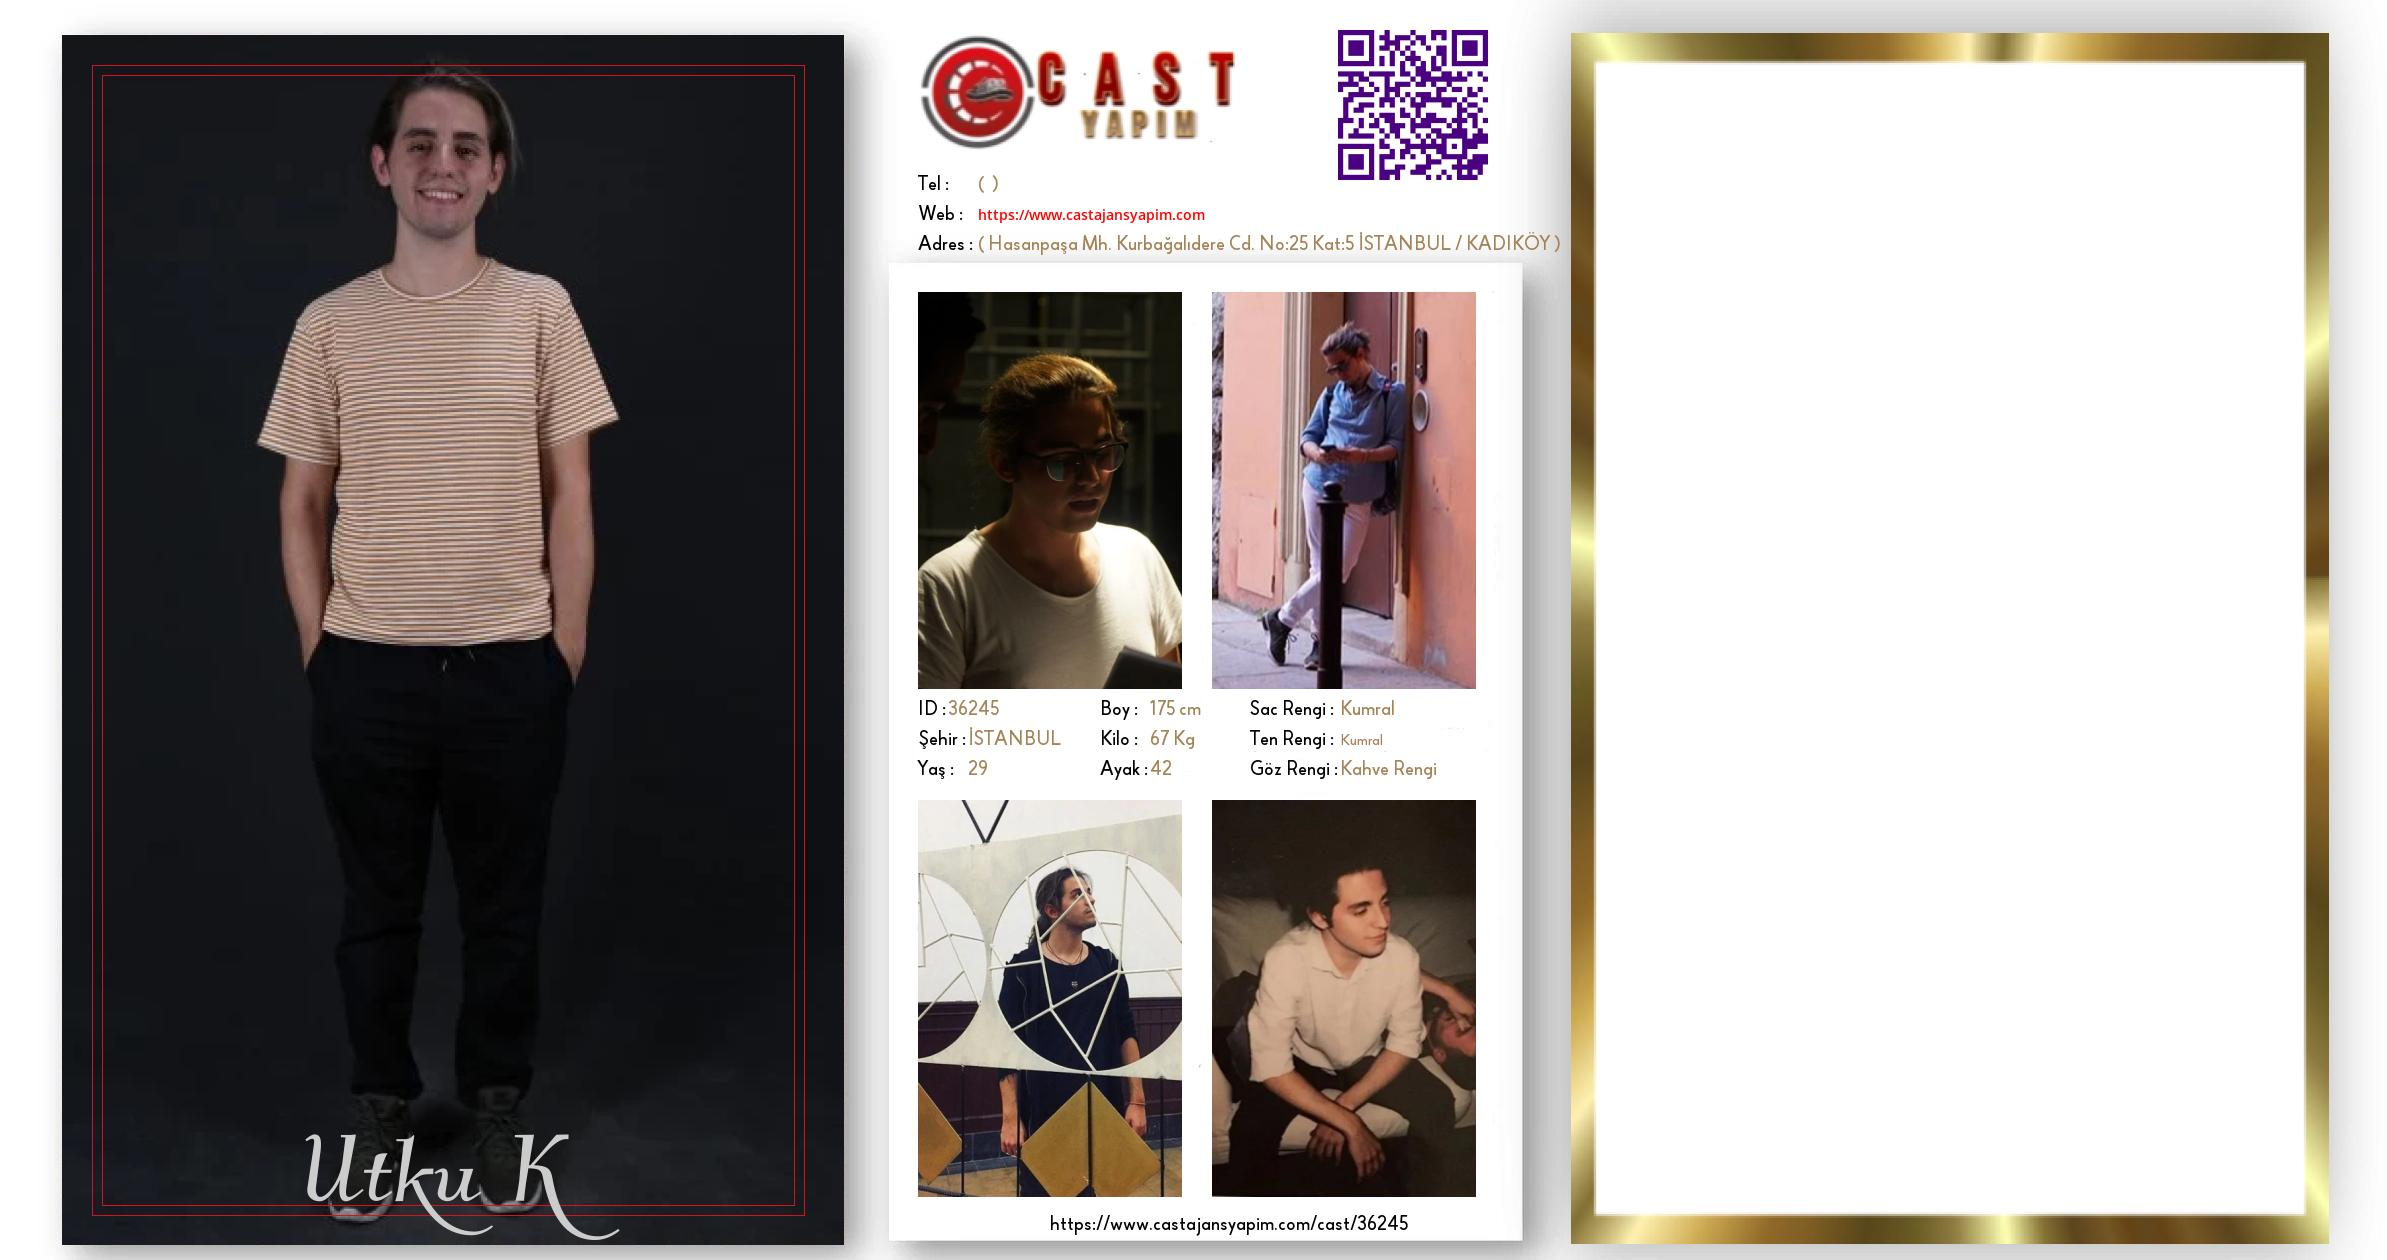 Utku K
CAST
YAPIM
Tel : ( )
Web : https://www.castajansyapim.com
Adres : ( Hasanpaşa Mh. Kurbağalıdere Cd. No:25 Kat:5 İSTANBUL / KADIKÖY )
ID : 36245 Boy : 175 cm Sac Rengi : Kumral
Şehir : İSTANBUL Kilo : 67 Kg Ten Rengi : Kumral
Yaş : 29 Ayak : 42 Göz Rengi : Kahve Rengi
https://www.castajansyapim.com/cast/36245